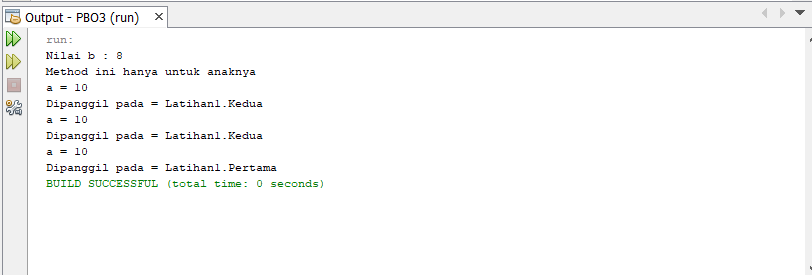 Output - PBO3 (run)
run:
Nilai b : 8
Method ini hanya untuk anaknya
a = 10
Dipanggil pada = Latihan1.Kedua
a = 10
Dipanggil pada = Latihan1.Kedua
a = 10
Dipanggil pada = Latihan1.Pertama
BUILD SUCCESSFUL (total time: 0 seconds)